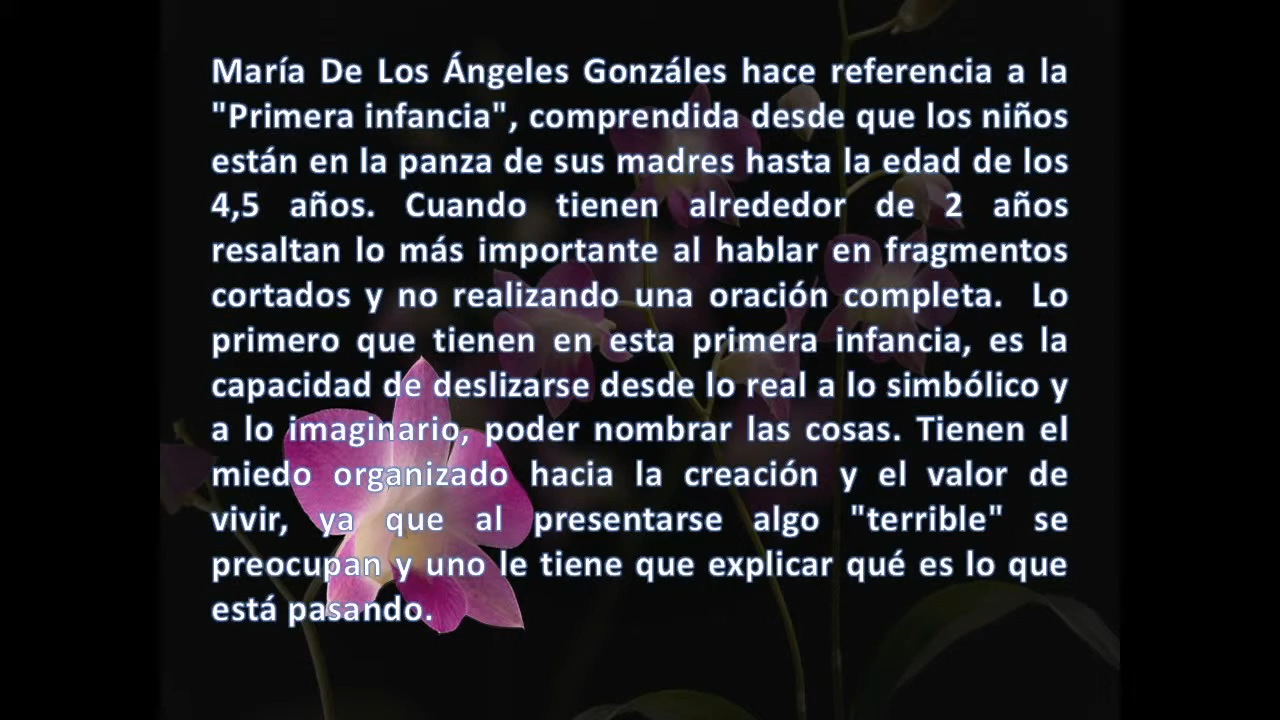 María De Los Ángeles Gonzáles hace referencia a la
"Primera infancia", comprendida desde que los niños
están en la panza de sus madres hasta la edad de los
4,5 años. Cuando tienen alrededor de 2 años
resaltan lo más importante al hablar en fragmentos
cortados y no realizando una oración completa. Lo
primero que tienen en esta primera infancia, es la
capacidad de deslizarse desde lo real a lo simbólico y
a lo imaginario, poder nombrar las cosas. Tienen el
miedo organizado hacia la creación y el valor de
vivir, ya que al presentarse algo "terrible" se
preocupan y uno le tiene que explicar qué es lo que
está pasando.